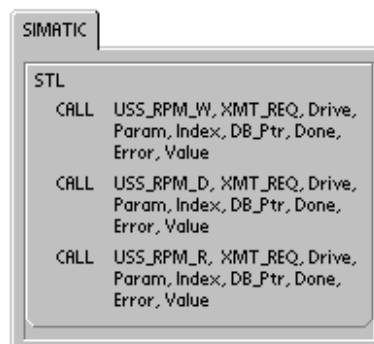 SIMATIC
STL
CALL USS_RPM_W, XMT_REQ, Drive,
Param, Index, DB_Ptr, Done,
Error, Value
CALL USS_RPM_D, XMT_REQ, Drive,
Param, Index, DB_Ptr, Done,
Error, Value
CALL USS_RPM_R, XMT_REQ, Drive,
Param, Index, DB_Ptr, Done,
Error, Value